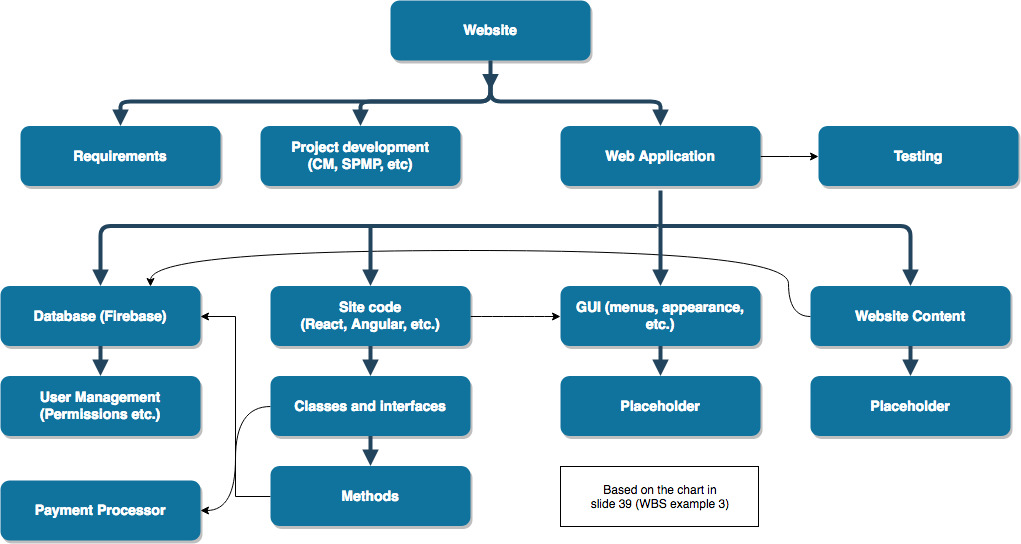 Website
Requirements
Project development
(CM, SPMP, etc)
Web Application
Testing
Database (Firebase)
Site code
(React, Angular, etc.)
GUI (menus, appearance,
etc.)
Website Content
User Management
(Permissions etc.)
Classes and interfaces
Placeholder
Placeholder
Payment Processor
Methods
Based on the chart in
slide 39 (WBS example 3)